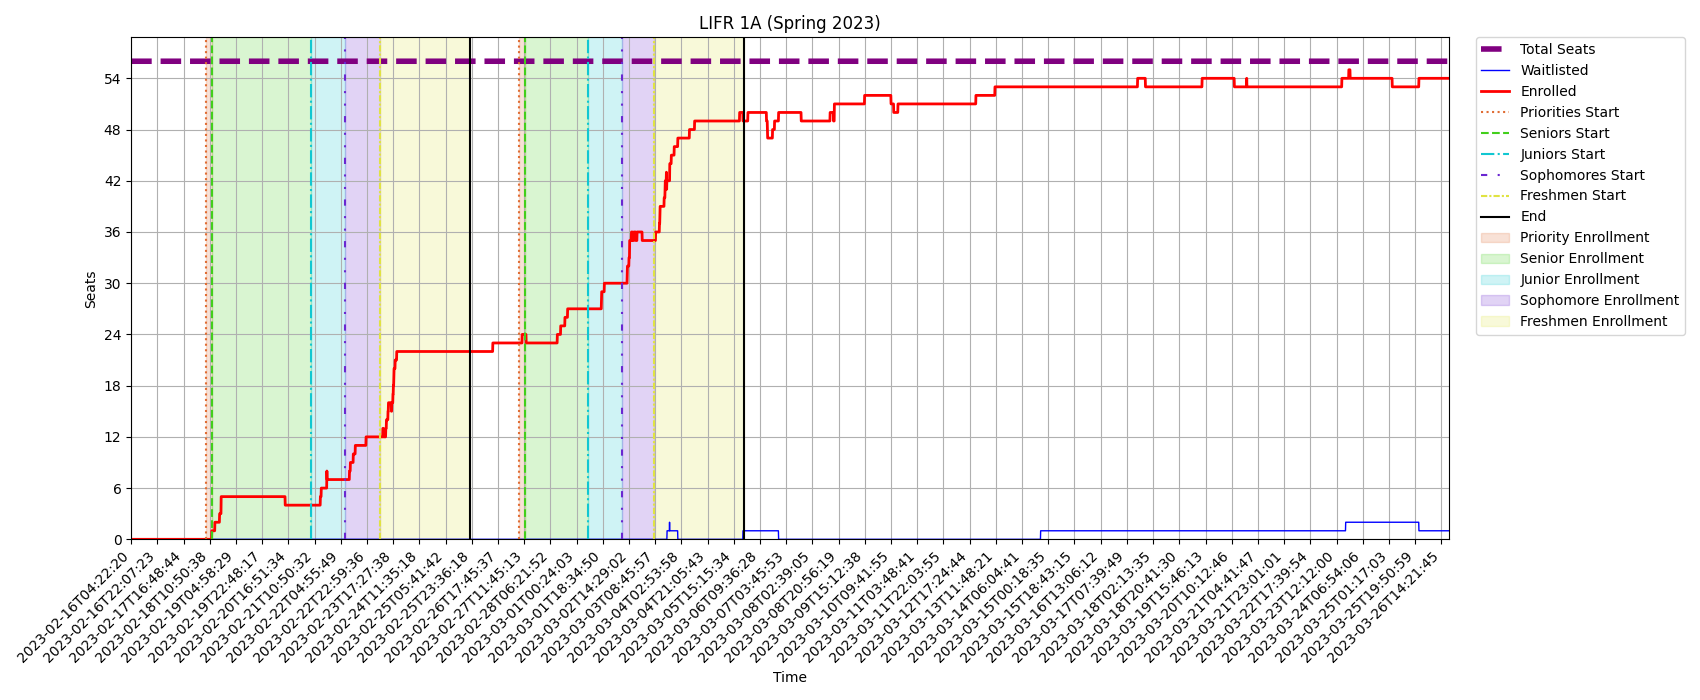 LIFR 1A (Spring 2023)
Seats
54
48
42
36
30
24
18
12
6
0
2023-02-16T04:22:20
2023-02-16T22:07:23
2023-02-17T16:48:44
2023-02-18T10:50:38
2023-02-19T04:58:29
2023-02-19T22:48:17
2023-02-20T16:51:34
2023-02-21T10:50:32
2023-02-22T04:55:49
2023-02-22T22:59:36
2023-02-23T17:27:38
2023-02-24T11:35:18
2023-02-25T05:41:42
2023-02-25T23:36:18
2023-02-26T17:45:37
2023-02-27T11:45:13
2023-02-28T06:21:52
2023-03-01T00:24:03
2023-03-01T18:34:50
2023-03-02T14:29:02
2023-03-03T08:45:57
2023-03-04T02:53:58
2023-03-04T21:05:43
2023-03-05T15:15:34
2023-03-06T09:36:28
2023-03-07T03:45:53
2023-03-08T02:39:05
2023-03-08T20:56:19
2023-03-09T15:12:38
2023-03-10T09:41:55
2023-03-11T03:48:41
2023-03-11T22:03:55
2023-03-12T17:24:44
2023-03-13T11:48:21
2023-03-14T06:04:41
2023-03-15T00:18:35
2023-03-15T18:43:15
2023-03-16T13:06:12
2023-03-17T07:39:49
2023-03-18T02:13:35
2023-03-18T20:41:30
2023-03-19T15:46:13
2023-03-20T10:12:46
2023-03-21T04:41:47
2023-03-21T23:01:01
2023-03-22T17:39:54
2023-03-23T12:12:00
2023-03-24T06:54:06
2023-03-25T01:17:03
2023-03-25T19:50:59
2023-03-26T14:21:45
Time
Total Seats
Waitlisted
Enrolled
Priorities Start
Seniors Start
Juniors Start
Sophomores Start
Freshmen Start
End
Priority Enrollment
Senior Enrollment
Junior Enrollment
Sophomore Enrollment
Freshmen Enrollment